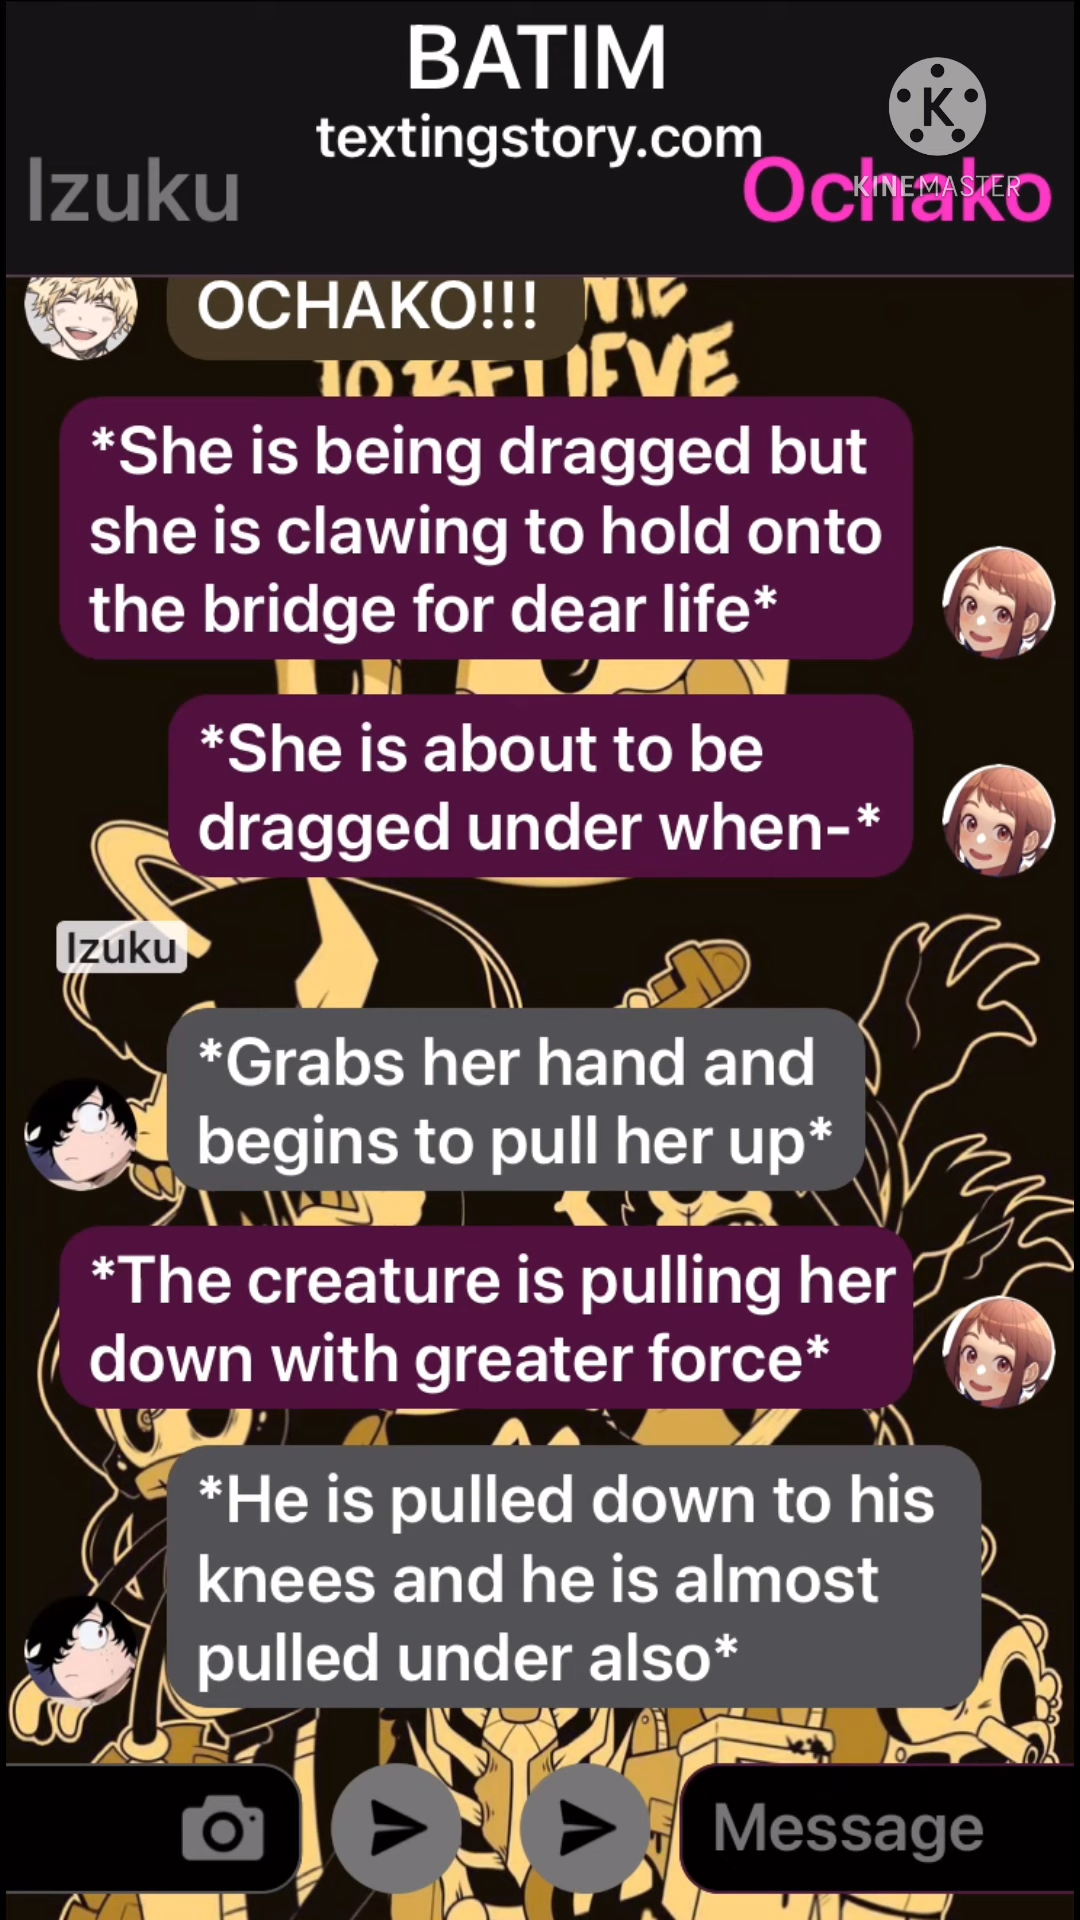 BATIM
textingstory.com
Izuku
Ochako
KINEMASTER
K
OCHAKO!!!
TO BELIEVE
*She is being dragged but
she is clawing to hold onto
the bridge for dear life*
*She is about to be
dragged under when-*
Izuku
*Grabs her hand and
begins to pull her up*
*The creature is pulling her
down with greater force*
*He is pulled down to his
knees and he is almost
pulled under also*
Message